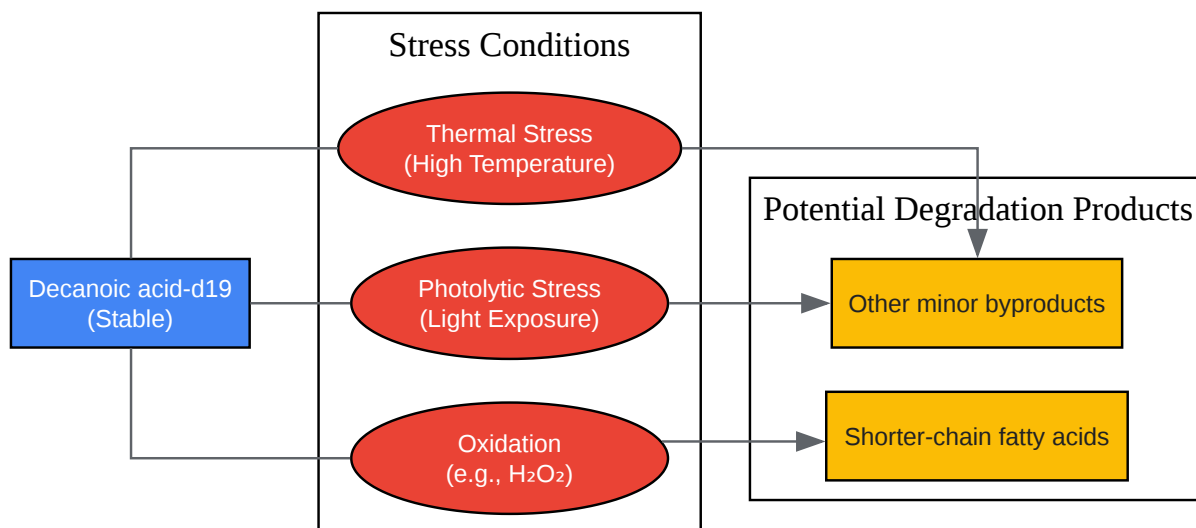 Stress Conditions
Thermal Stress
(High Temperature)
Potential Degradation Products
Decanoic acid-d19
(Stable)
Photolytic Stress
(Light Exposure)
Other minor byproducts
Oxidation
(e.g., H₂O₂)
Shorter-chain fatty acids